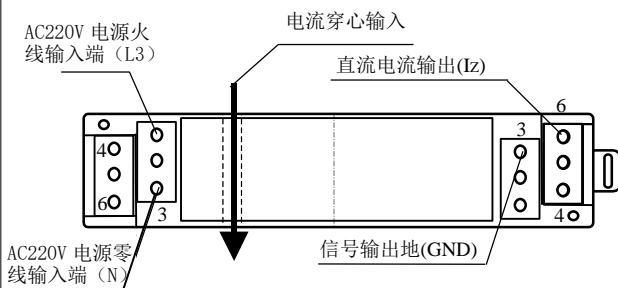 AC220V 电源火
线输入端（L3）
电流穿心输入
直流电流输出(Iz)
6
3
4
6
3
4
AC220V 电源零
线输入端（N）
信号输出地(GND)